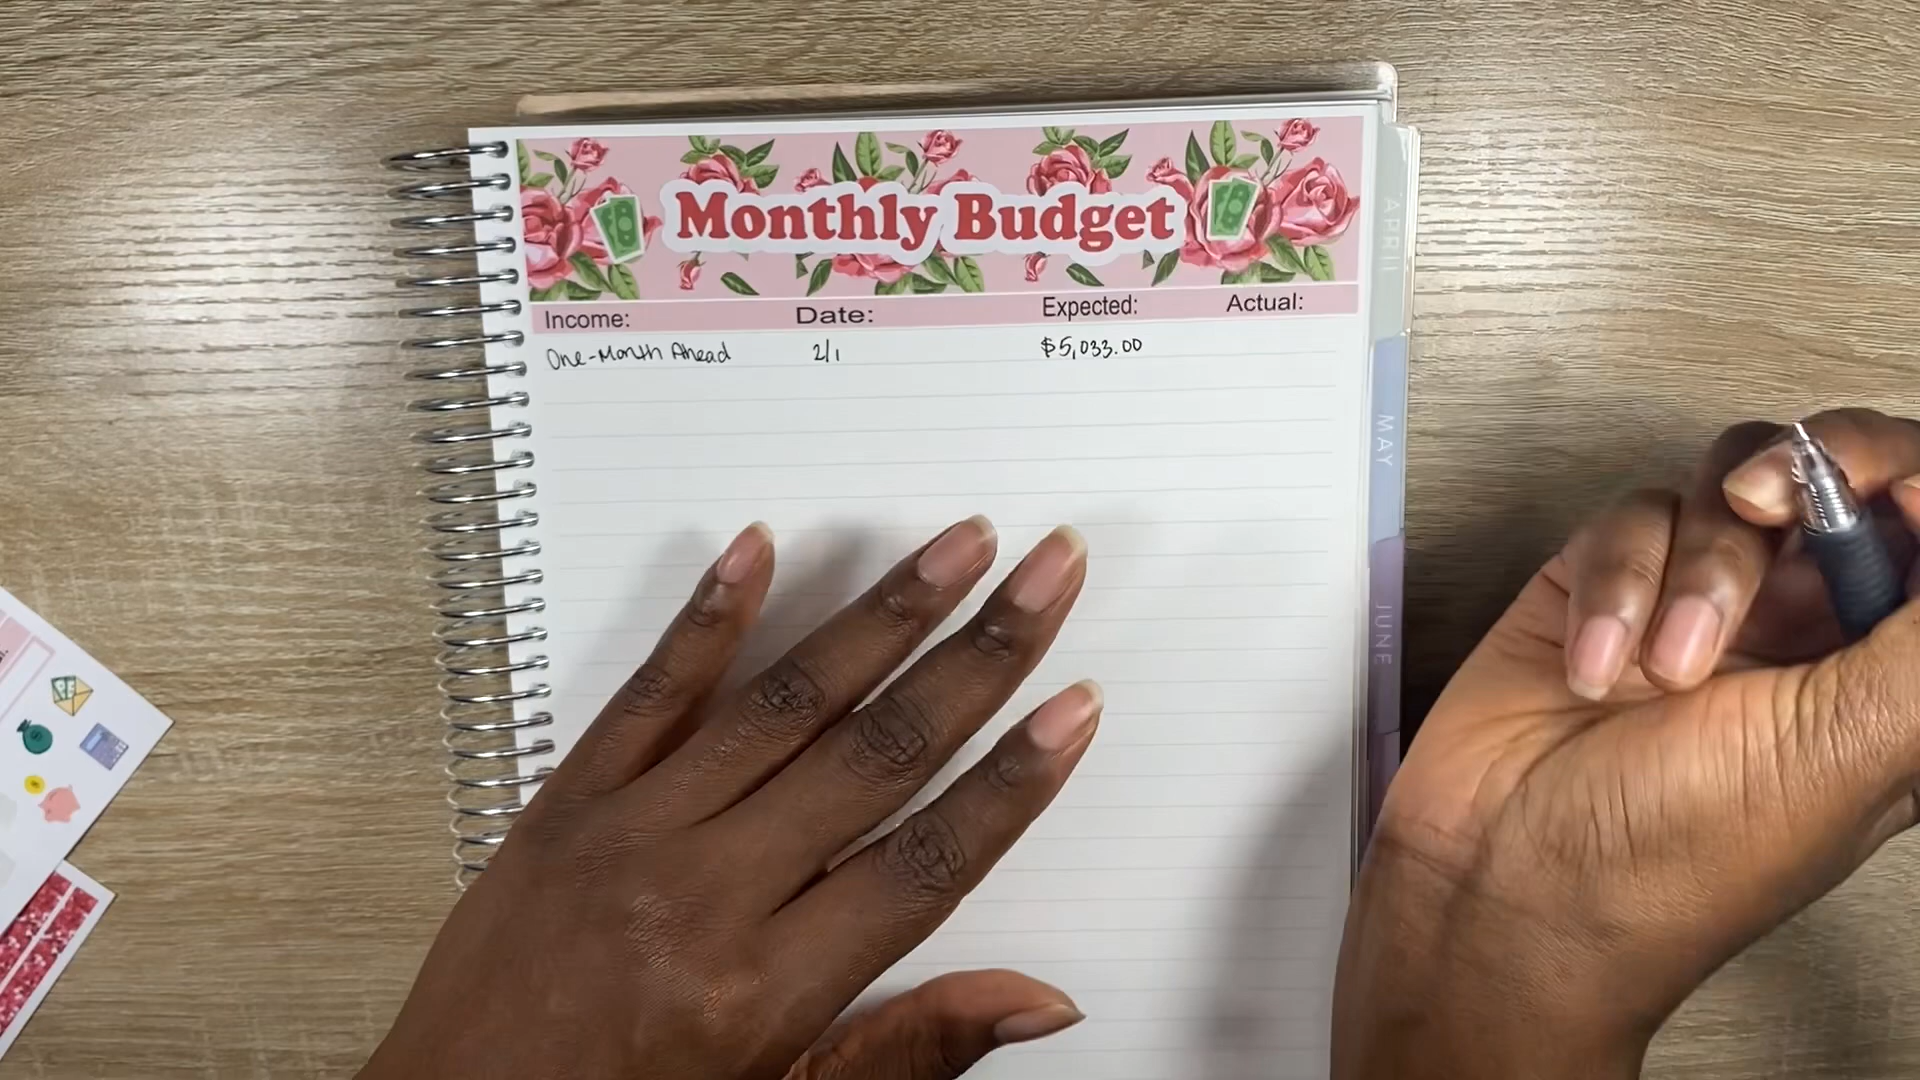 Monthly Budget
Income: Date: Expected: Actual:
One-Month Ahead 2/1 $5,033.00
APRIL
MAY
JUNE